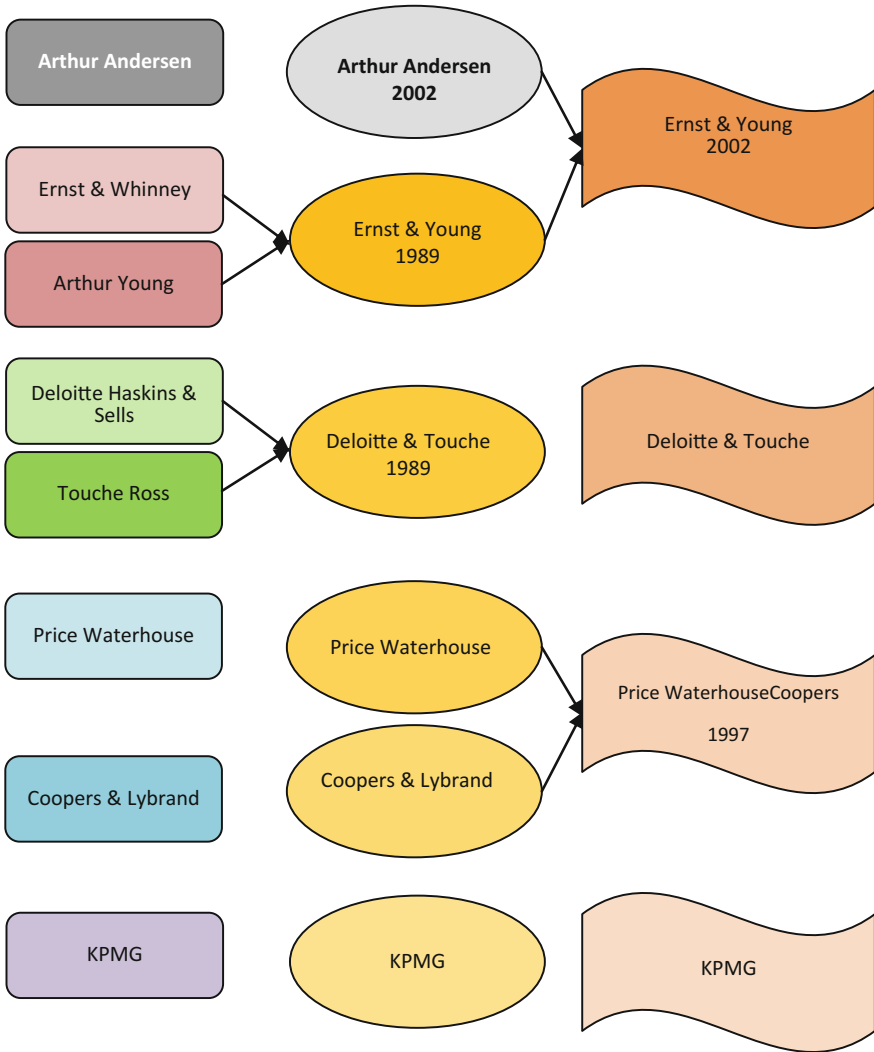 Arthur Andersen
Arthur Andersen
2002
Ernst & Young
2002
Ernst & Whinney
Arthur Young
Ernst & Young
1989
Deloitte Haskins &
Sells
Touche Ross
Deloitte & Touche
1989
Deloitte & Touche
Price Waterhouse
Price Waterhouse
Price WaterhouseCoopers
1997
Coopers & Lybrand
Coopers & Lybrand
KPMG
KPMG
KPMG